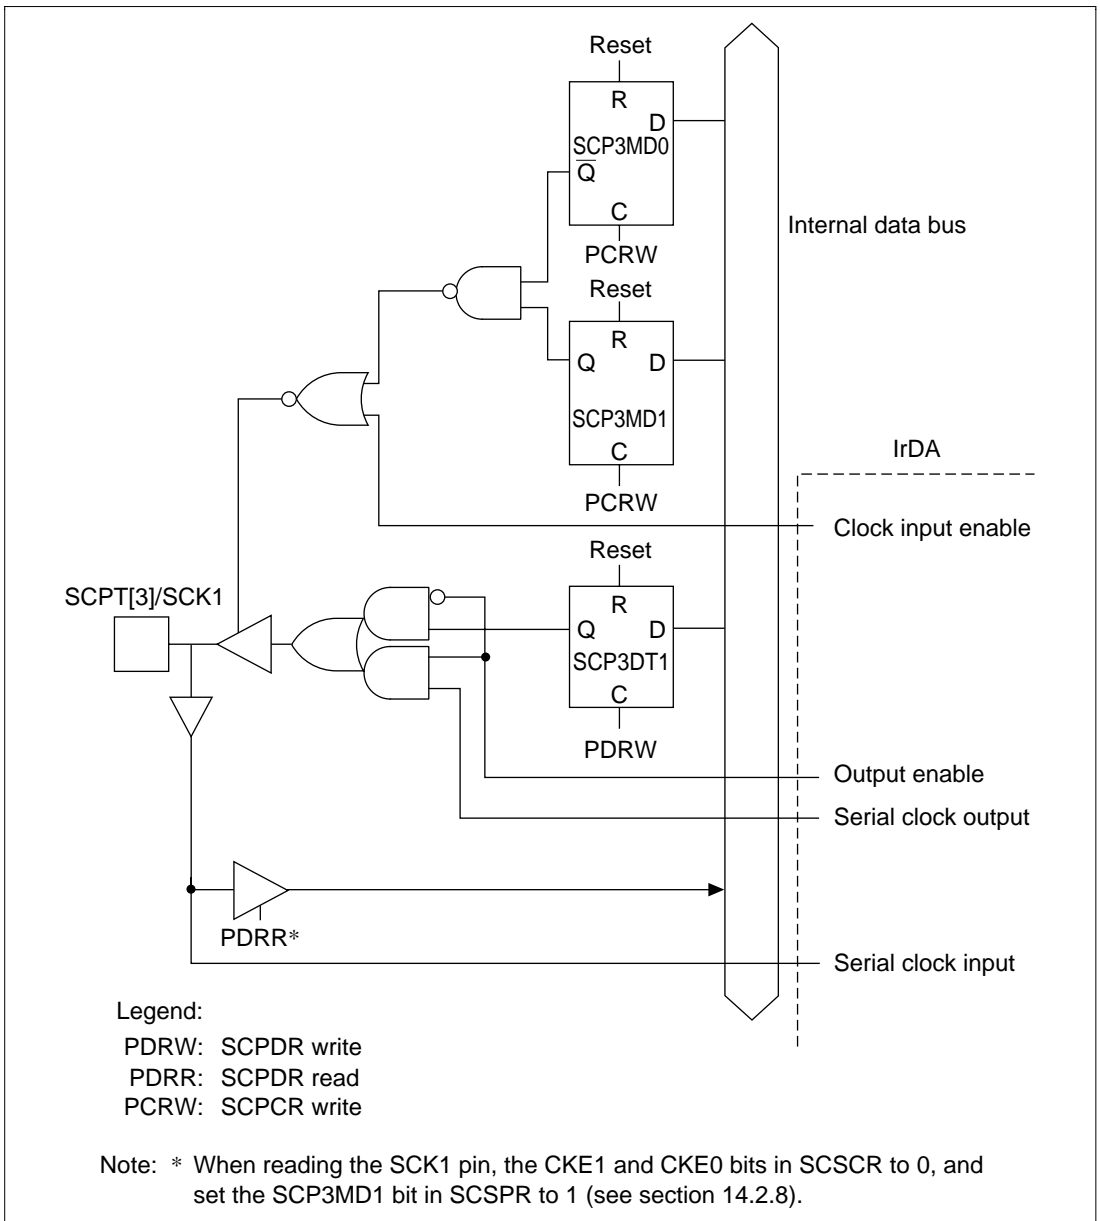 Reset
R
D
SCP3MD0
Q̅
C
PCRW
Internal data bus
Reset
R
Q D
SCP3MD1
C
PCRW
IrDA
Clock input enable
Reset
SCPT[3]/SCK1
R
Q D
SCP3DT1
C
PDRW
Output enable
Serial clock output
PDRR*
Serial clock input
Legend:
PDRW: SCPDR write
PDRR: SCPDR read
PCRW: SCPCR write
Note: * When reading the SCK1 pin, the CKE1 and CKE0 bits in SCSCR to 0, and
set the SCP3MD1 bit in SCSPR to 1 (see section 14.2.8).